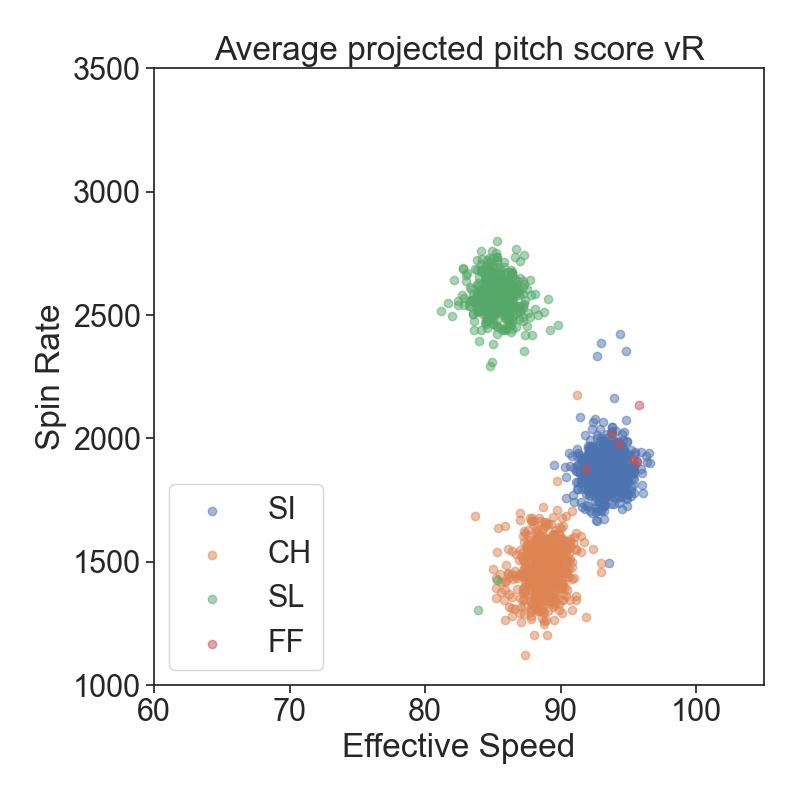 Average projected pitch score vR
3500
3000
2500
2000
1500
1000
Spin Rate
SI
CH
SL
FF
60 70 80 90 100
Effective Speed